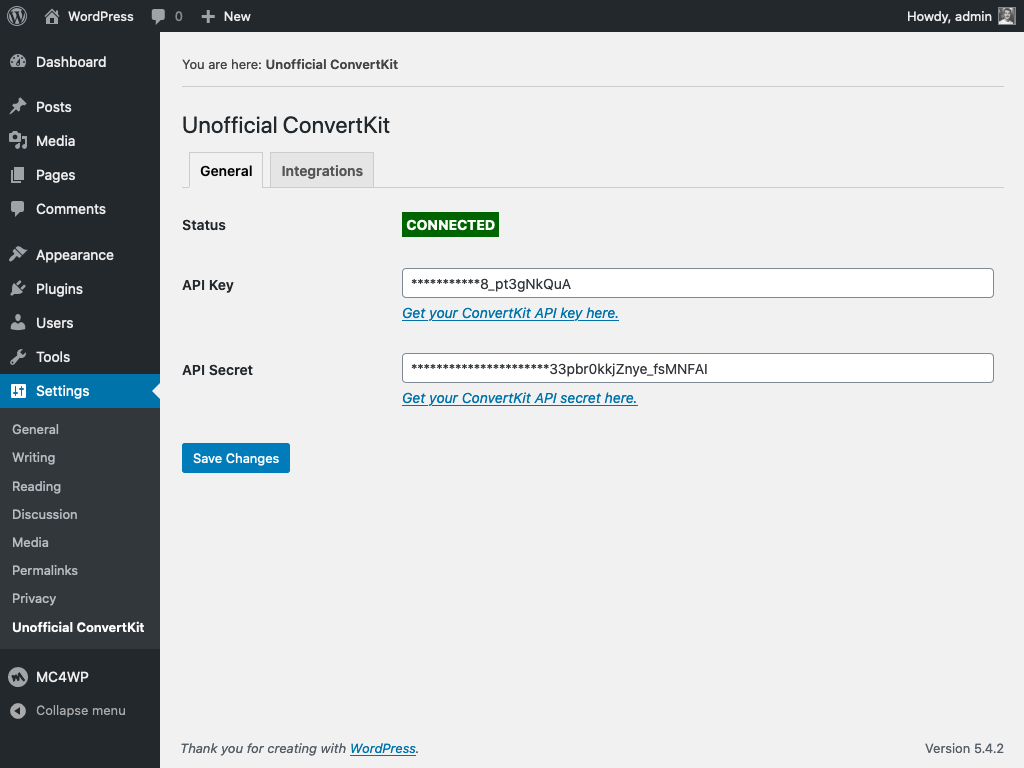 WordPress 0 New Howdy, admin
Dashboard
Posts
Media
Pages
Comments
Appearance
Plugins
Users
Tools
Settings
General
Writing
Reading
Discussion
Media
Permalinks
Privacy
Unofficial ConvertKit
MC4WP
Collapse menu
You are here: Unofficial ConvertKit
Unofficial ConvertKit
General Integrations
Status CONNECTED
API Key ***********8_pt3gNkQuA
Get your ConvertKit API key here.
API Secret **********************33pbr0kkjZnye_fsMNFAI
Get your ConvertKit API secret here.
Save Changes
Thank you for creating with WordPress. Version 5.4.2